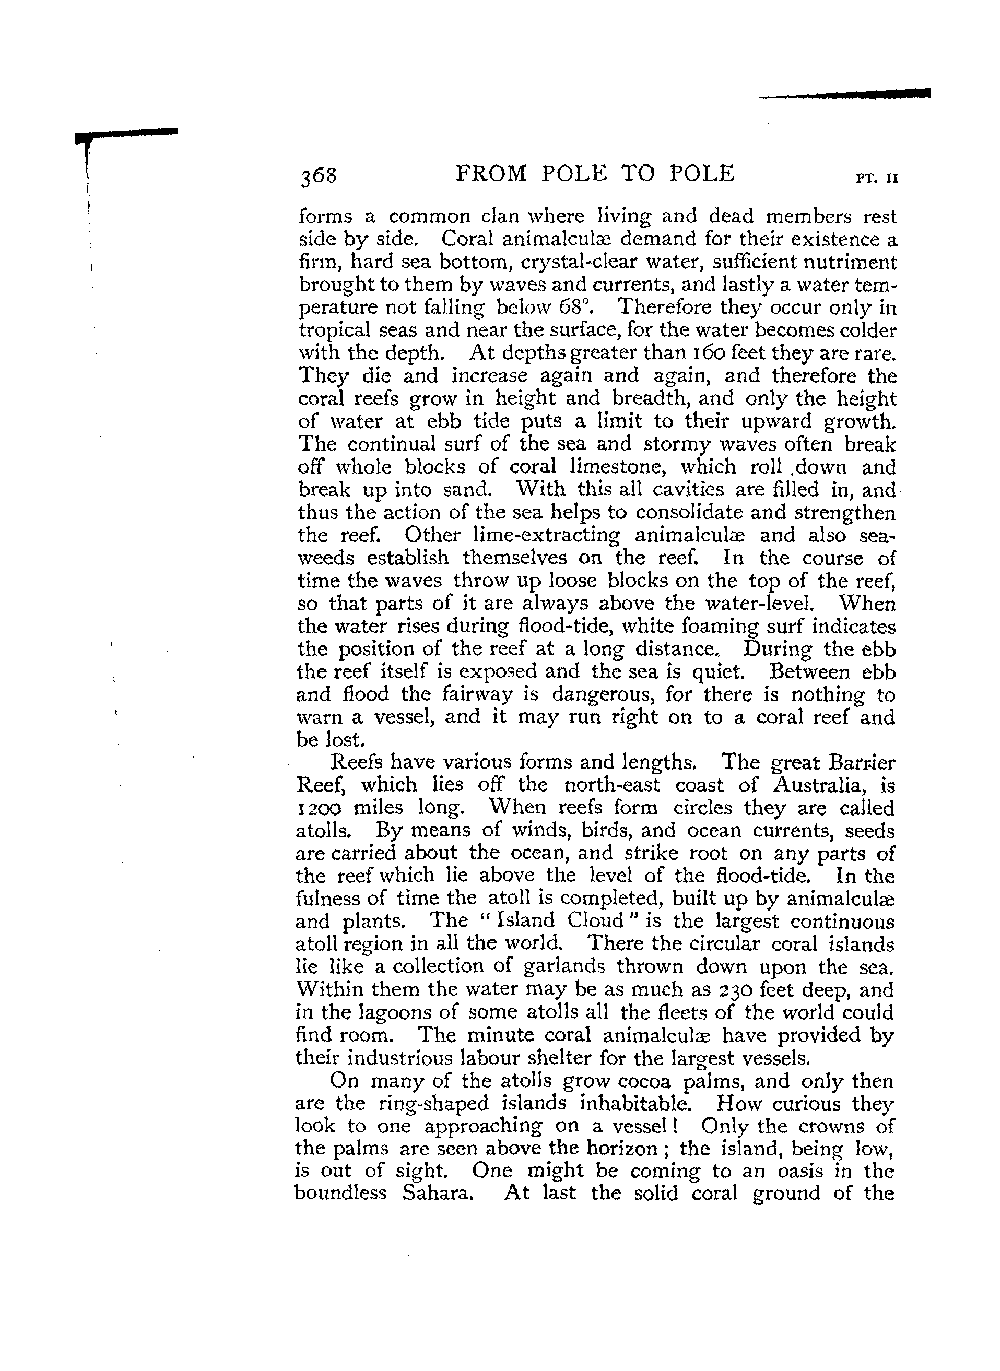 368 FROM POLE TO POLE PT. II
forms a common clan where living and dead members rest
side by side. Coral animalculæ demand for their existence a
firm, hard sea bottom, crystal-clear water, sufficient nutriment
brought to them by waves and currents, and lastly a water tem-
perature not falling below 68°. Therefore they occur only in
tropical seas and near the surface, for the water becomes colder
with the depth. At depths greater than 160 feet they are rare.
They die and increase again and again, and therefore the
coral reefs grow in height and breadth, and only the height
of water at ebb tide puts a limit to their upward growth.
The continual surf of the sea and stormy waves often break
off whole blocks of coral limestone, which roll down and
break up into sand. With this all cavities are filled in, and
thus the action of the sea helps to consolidate and strengthen
the reef. Other lime-extracting animalculæ and also sea-
weeds establish themselves on the reef. In the course of
time the waves throw up loose blocks on the top of the reef,
so that parts of it are always above the water-level. When
the water rises during flood-tide, white foaming surf indicates
the position of the reef at a long distance. During the ebb
the reef itself is exposed and the sea is quiet. Between ebb
and flood the fairway is dangerous, for there is nothing to
warn a vessel, and it may run right on to a coral reef and
be lost.
Reefs have various forms and lengths. The great Barrier
Reef, which lies off the north-east coast of Australia, is
1200 miles long. When reefs form circles they are called
atolls. By means of winds, birds, and ocean currents, seeds
are carried about the ocean, and strike root on any parts of
the reef which lie above the level of the flood-tide. In the
fulness of time the atoll is completed, built up by animalculæ
and plants. The "Island Cloud" is the largest continuous
atoll region in all the world. There the circular coral islands
lie like a collection of garlands thrown down upon the sea.
Within them the water may be as much as 230 feet deep, and
in the lagoons of some atolls all the fleets of the world could
find room. The minute coral animalculæ have provided by
their industrious labour shelter for the largest vessels.
On many of the atolls grow cocoa palms, and only then
are the ring-shaped islands inhabitable. How curious they
look to one approaching on a vessel! Only the crowns of
the palms are seen above the horizon; the island, being low,
is out of sight. One might be coming to an oasis in the
boundless Sahara. At last the solid coral ground of the